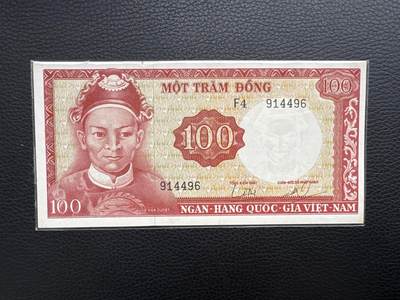 MỘT TRĂM ĐỒNG
100
F4 914496
100
914496
100
NGÂN-HÀNG QUỐC-GIA VIỆT-NAM